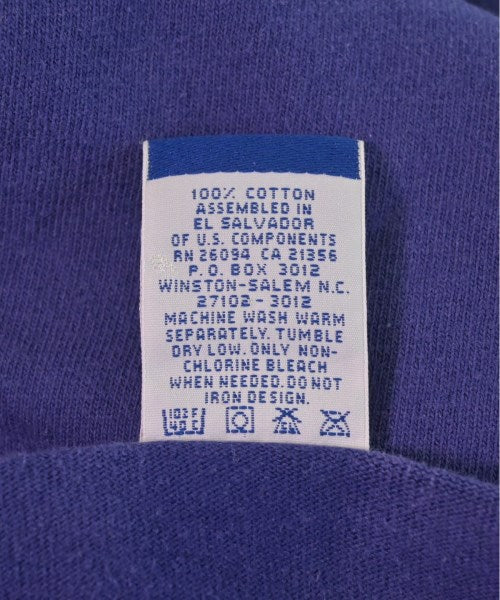 100% COTTON
ASSEMBLED IN
EL SALVADOR
OF U.S. COMPONENTS
RN 26094 CA 21356
P.O. BOX 3012
WINSTON-SALEM N.C.
27102-3012
MACHINE WASH WARM
SEPARATELY. TUMBLE
DRY LOW. ONLY NON-
CHLORINE BLEACH
WHEN NEEDED. DO NOT
IRON DESIGN.